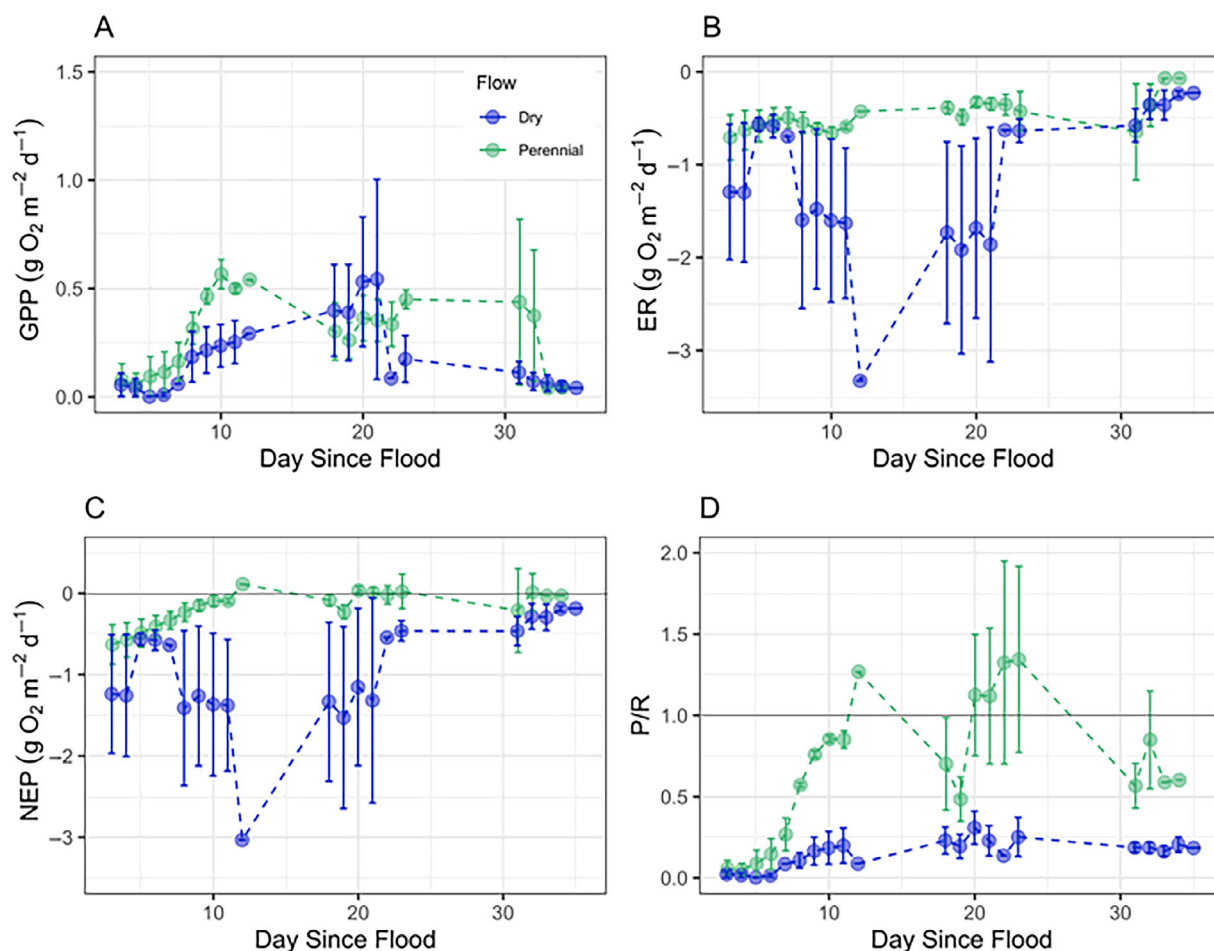 A
GPP (g O₂ m⁻² d⁻¹)
1.5
1.0
0.5
0.0
Flow
Dry
Perennial
10 20 30
Day Since Flood
B
ER (g O₂ m⁻² d⁻¹)
0
−1
−2
−3
10 20 30
Day Since Flood
C
NEP (g O₂ m⁻² d⁻¹)
0
−1
−2
−3
10 20 30
Day Since Flood
D
P/R
2.0
1.5
1.0
0.5
0.0
10 20 30
Day Since Flood